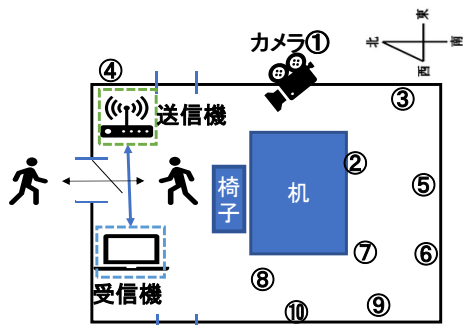 カメラ①
東
北
南
西
④
送信機
③
②
椅子
机
⑤
⑦
⑥
⑧
受信機
⑨
⑩